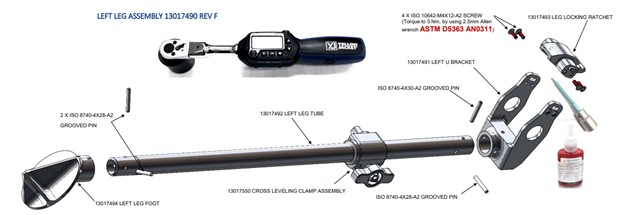 LEFT LEG ASSEMBLY 13017490 REV F
4 X ISO 10642-M4X12-A2 SCREW
(Torque to 3 Nm, by using 2.5mm Allen
wrench ASTM D5363 AN0311)
13017493 LEG LOCKING RATCHET
13017491 LEFT U BRACKET
ISO 8740-4X30-A2 GROOVED PIN
2 X ISO 8740-4X28-A2
GROOVED PIN
13017492 LEFT LEG TUBE
13017550 CROSS LEVELING CLAMP ASSEMBLY
ISO 8740-4X28-A2 GROOVED PIN
13017494 LEFT LEG FOOT